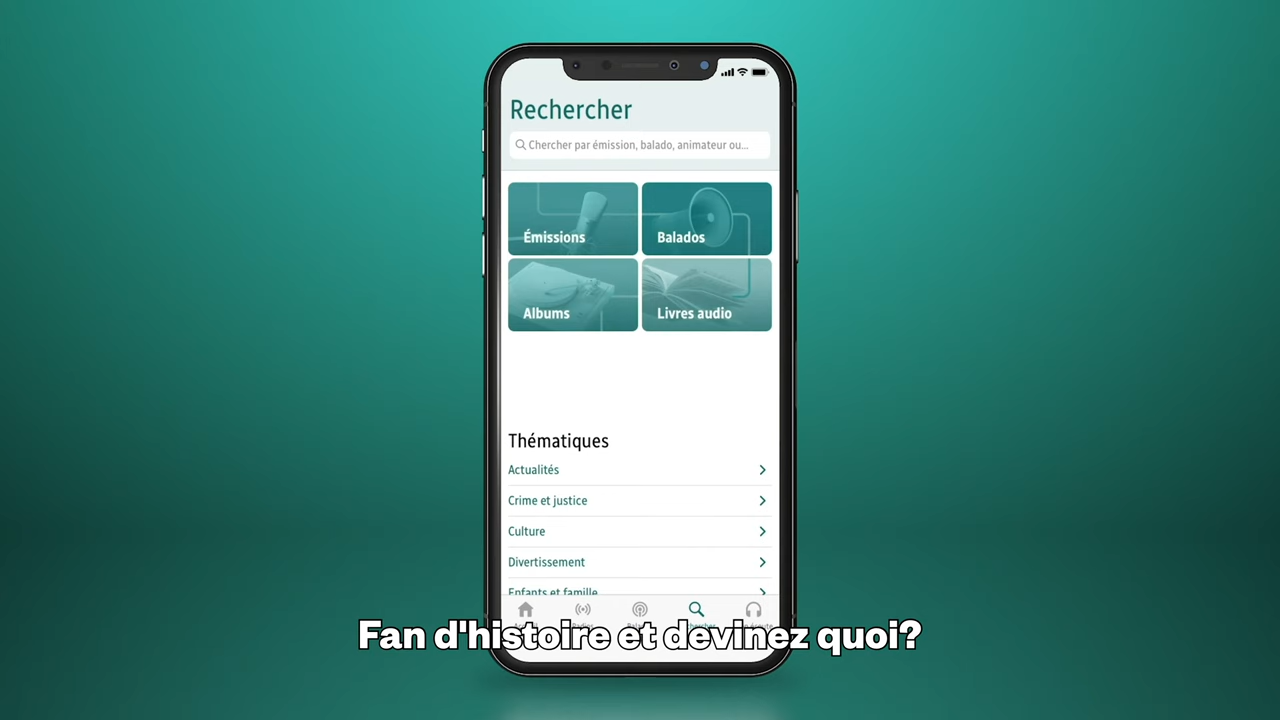 Rechercher
Chercher par émission, balado, animateur ou...
Émissions
Balados
Albums
Livres audio
Thématiques
Actualités
Crime et justice
Culture
Divertissement
Enfants et famille
Fan d'histoire et devinez quoi?